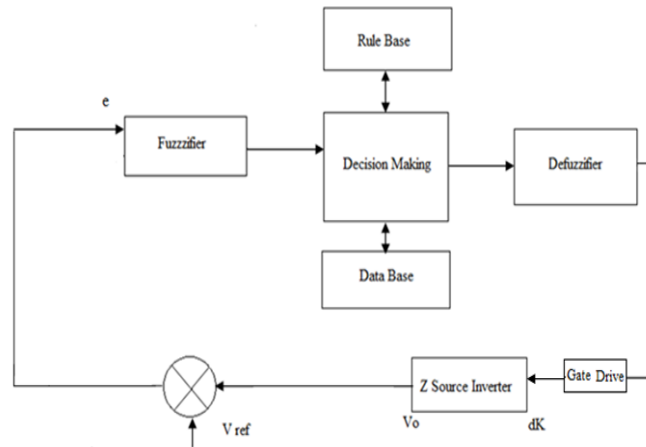 Rule Base
e
Fuzzzifier
Decision Making
Defuzzifier
Data Base
Z Source Inverter
Gate Drive
Vo
dK
V ref